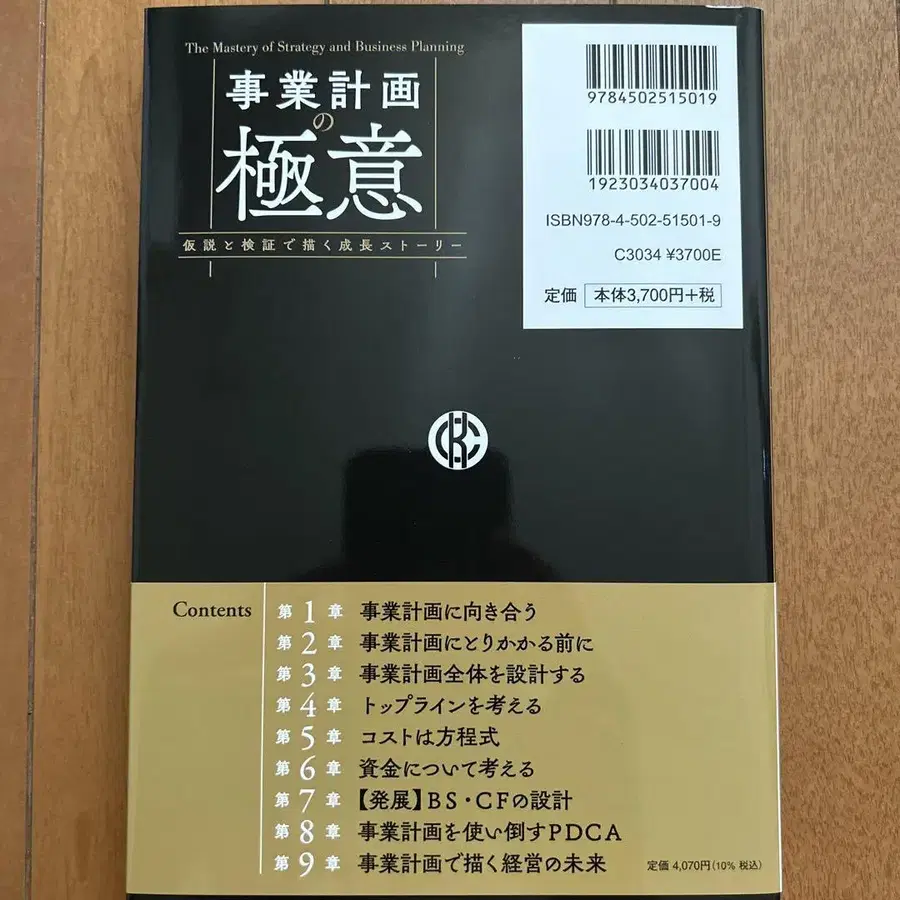 The Mastery of Strategy and Business Planning
事業計画
の
極意
仮説と検証で描く成長ストーリー
9784502515019
1923034037004
ISBN978-4-502-51501-9
C3034 ¥3700E
定価 本体3,700円+税
Contents
第1章 事業計画に向き合う
第2章 事業計画にとりかかる前に
第3章 事業計画全体を設計する
第4章 トップラインを考える
第5章 コストは方程式
第6章 資金について考える
第7章 【発展】BS・CFの設計
第8章 事業計画を使い倒すPDCA
第9章 事業計画で描く経営の未来
定価 4,070円(10% 税込)